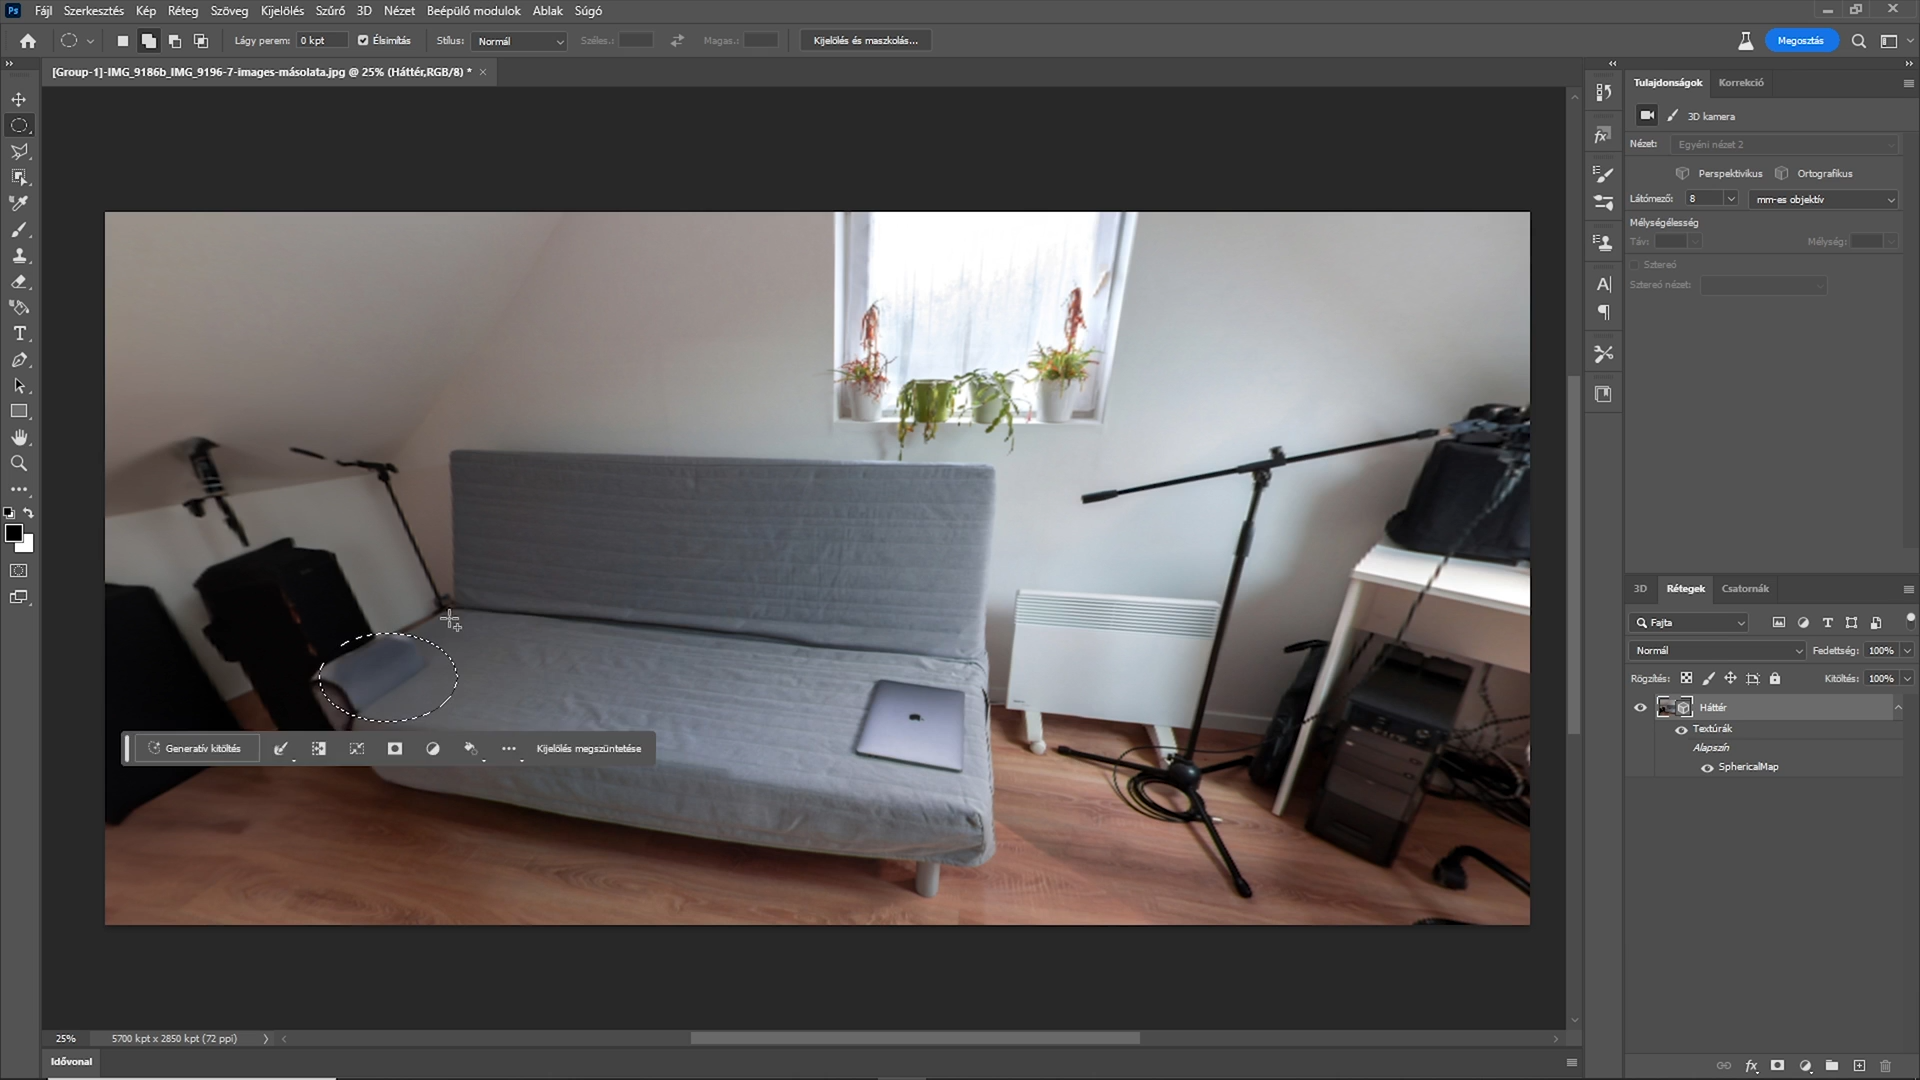 Ps Fájl Szerkesztés Kép Réteg Szöveg Kijelölés Szűrő 3D Nézet Beépülő modulok Ablak Súgó
Lágy perem: 0 kpt Élsimítás Stílus: Normál Széles.: Magas.: Kijelölés és maszkolás... Megosztás
[Group-1]-IMG_9186b_IMG_9196-7-images-másolata.jpg @ 25% (Háttér,RGB/8) *
Tulajdonságok Korrekció
3D kamera
Nézet: Egyéni nézet 2
Perspektivikus Ortografikus
Látómező: 8 mm-es objektív
Mélységélesség
Táv: Mélység:
Sztereó
Sztereó nézet:
3D Rétegek Csatornák
Fajta
Normál Fedettség: 100%
Rögzítés: Kitöltés: 100%
Háttér
Textúrák
Alapszín
SphericalMap
Generatív kitöltés Kijelölés megszüntetése
25% 5700 kpt x 2850 kpt (72 ppi)
Idővonal